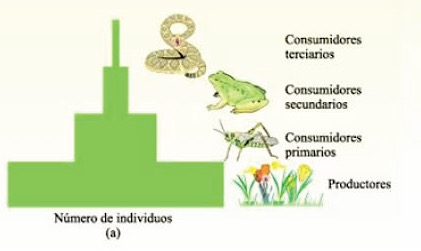 Consumidores
terciarios
Consumidores
secundarios
Consumidores
primarios
Productores
Número de individuos
(a)